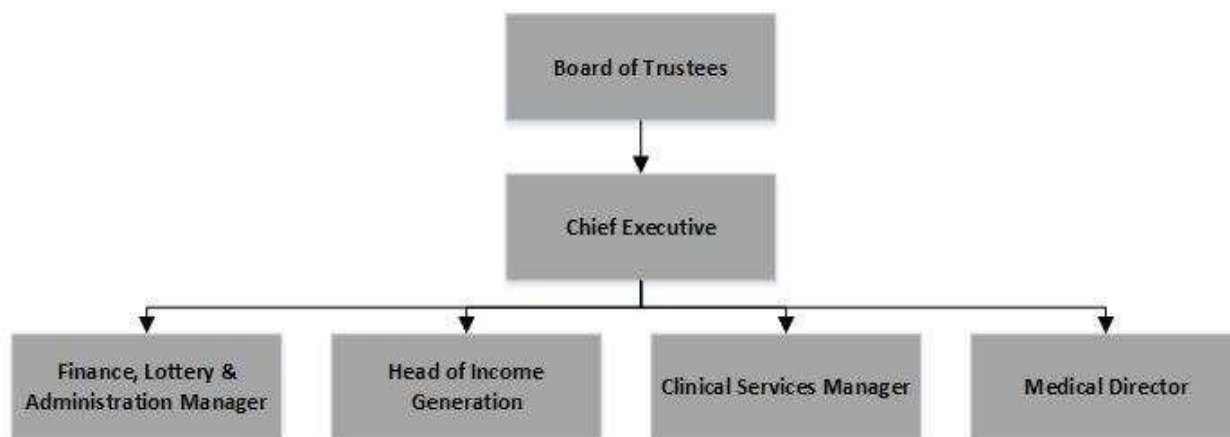 Board of Trustees
Chief Executive
Finance, Lottery &
Administration Manager
Head of Income
Generation
Clinical Services Manager
Medical Director